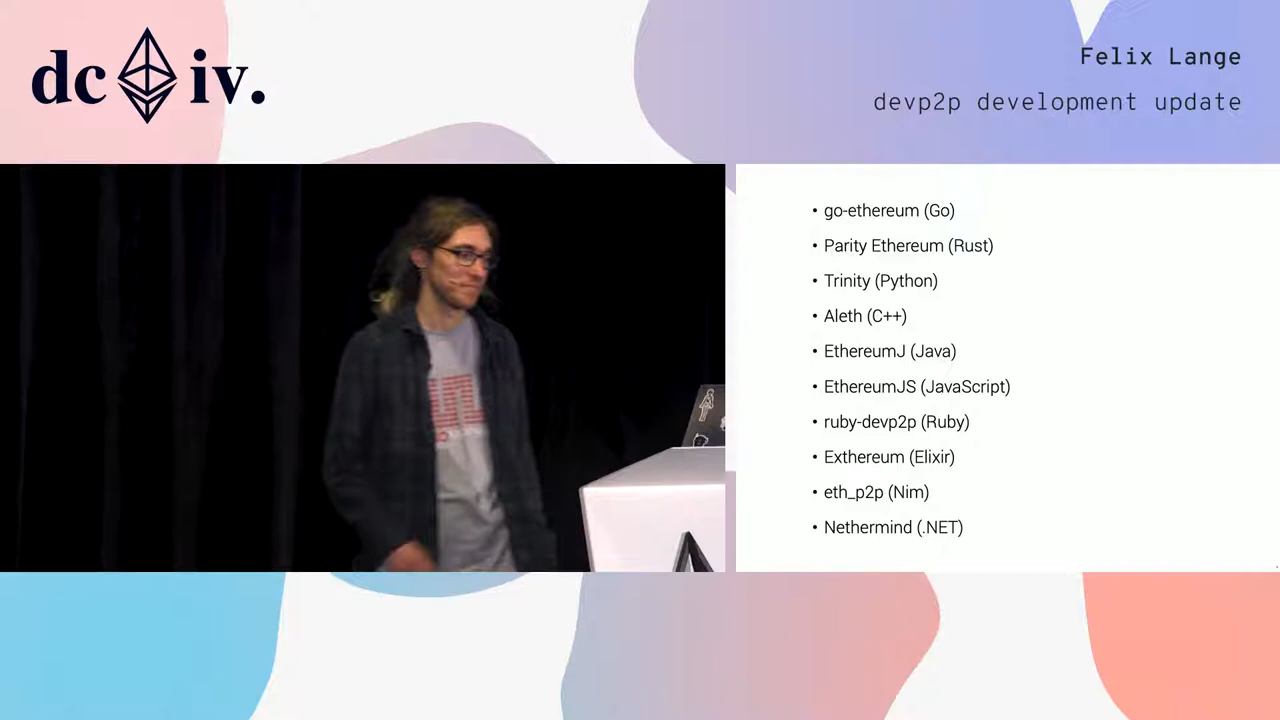 dc iv.
Felix Lange
devp2p development update
• go-ethereum (Go)
• Parity Ethereum (Rust)
• Trinity (Python)
• Aleth (C++)
• EthereumJ (Java)
• EthereumJS (JavaScript)
• ruby-devp2p (Ruby)
• Exthereum (Elixir)
• eth_p2p (Nim)
• Nethermind (.NET)